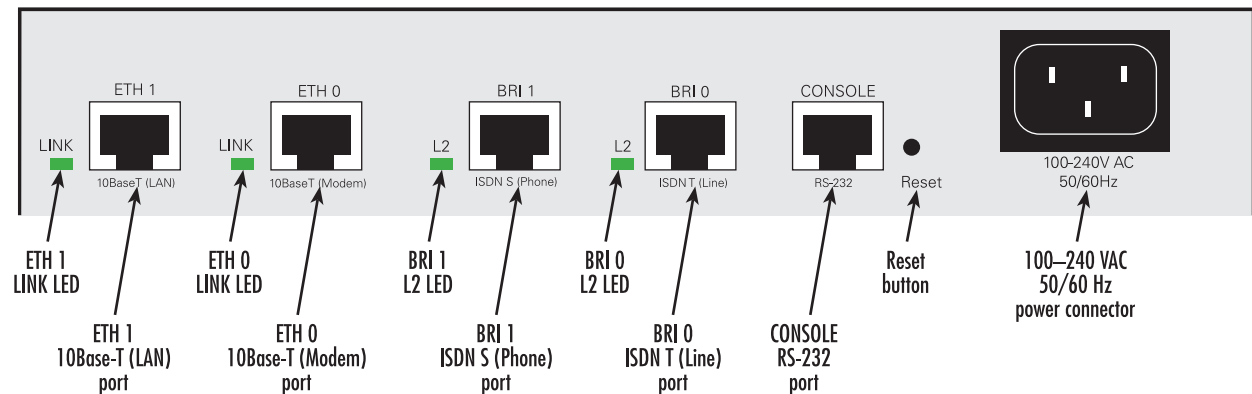 ETH 1
ETH 0
BRI 1
BRI 0
CONSOLE
LINK
LINK
L2
L2
10BaseT (LAN)
10BaseT (Modem)
ISDN S (Phone)
ISDN T (Line)
RS-232
Reset
100-240V AC
50/60Hz
ETH 1
LINK LED
ETH 0
LINK LED
BRI 1
L2 LED
BRI 0
L2 LED
Reset
button
100–240 VAC
50/60 Hz
power connector
ETH 1
10Base-T (LAN)
port
ETH 0
10Base-T (Modem)
port
BRI 1
ISDN S (Phone)
port
BRI 0
ISDN T (Line)
port
CONSOLE
RS-232
port